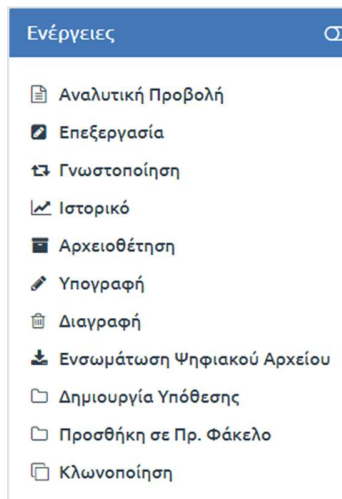 Ενέργειες
Αναλυτική Προβολή
Επεξεργασία
Γνωστοποίηση
Ιστορικό
Αρχειοθέτηση
Υπογραφή
Διαγραφή
Ενσωμάτωση Ψηφιακού Αρχείου
Δημιουργία Υπόθεσης
Προσθήκη σε Πρ. Φάκελο
Κλωνοποίηση